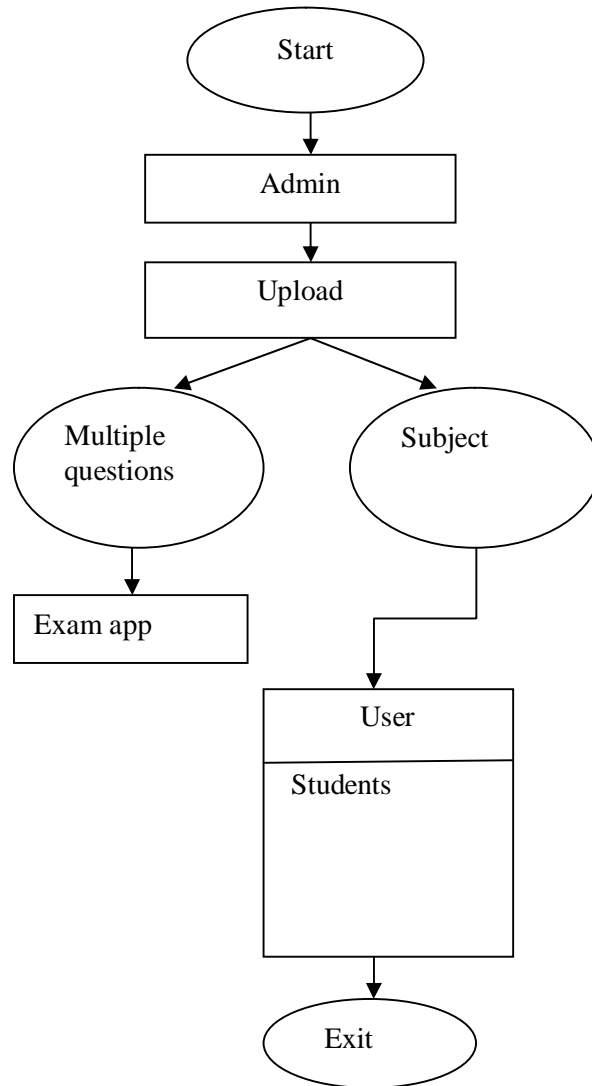 Start
Admin
Upload
Multiple
questions
Subject
Exam app
User
Students
Exit